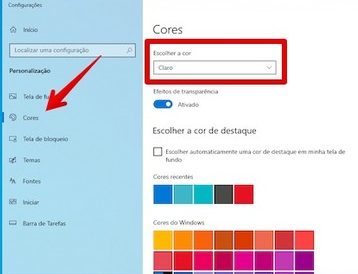 Configurações
Início
Localizar uma configuração
Personalização
Tela de fu
Cores
Tela de bloqueio
Temas
Fontes
Iniciar
Barra de Tarefas
Cores
Escolher a cor
Claro
Efeitos de transparência
Ativado
Escolher a cor de destaque
Escolher automaticamente uma cor de destaque em minha tela de
fundo
Cores recentes
Cores do Windows